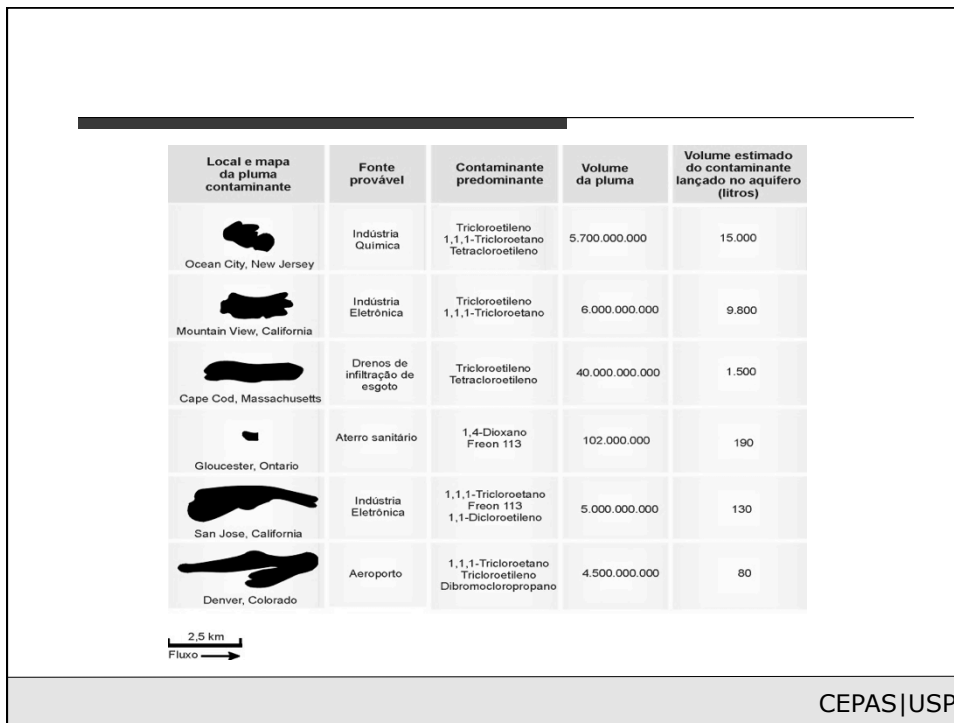 Local e mapa
da pluma
contaminante
Fonte
provável
Contaminante
predominante
Volume
da pluma
Volume estimado
do contaminante
lançado no aquífero
(litros)
Ocean City, New Jersey
Indústria
Química
Tricloroetileno
1,1,1-Tricloroetano
Tetracloroetileno
5.700.000.000
15.000
Mountain View, California
Indústria
Eletrônica
Tricloroetileno
1,1,1-Tricloroetano
6.000.000.000
9.800
Cape Cod, Massachusetts
Drenos de
infiltração de
esgoto
Tricloroetileno
Tetracloroetileno
40.000.000.000
1.500
Gloucester, Ontario
Aterro sanitário
1,4-Dioxano
Freon 113
102.000.000
190
San Jose, California
Indústria
Eletrônica
1,1,1-Tricloroetano
Freon 113
1,1-Dicloroetileno
5.000.000.000
130
Denver, Colorado
Aeroporto
1,1,1-Tricloroetano
Tricloroetileno
Dibromocloropropano
4.500.000.000
80
2,5 km
Fluxo
CEPAS|USP